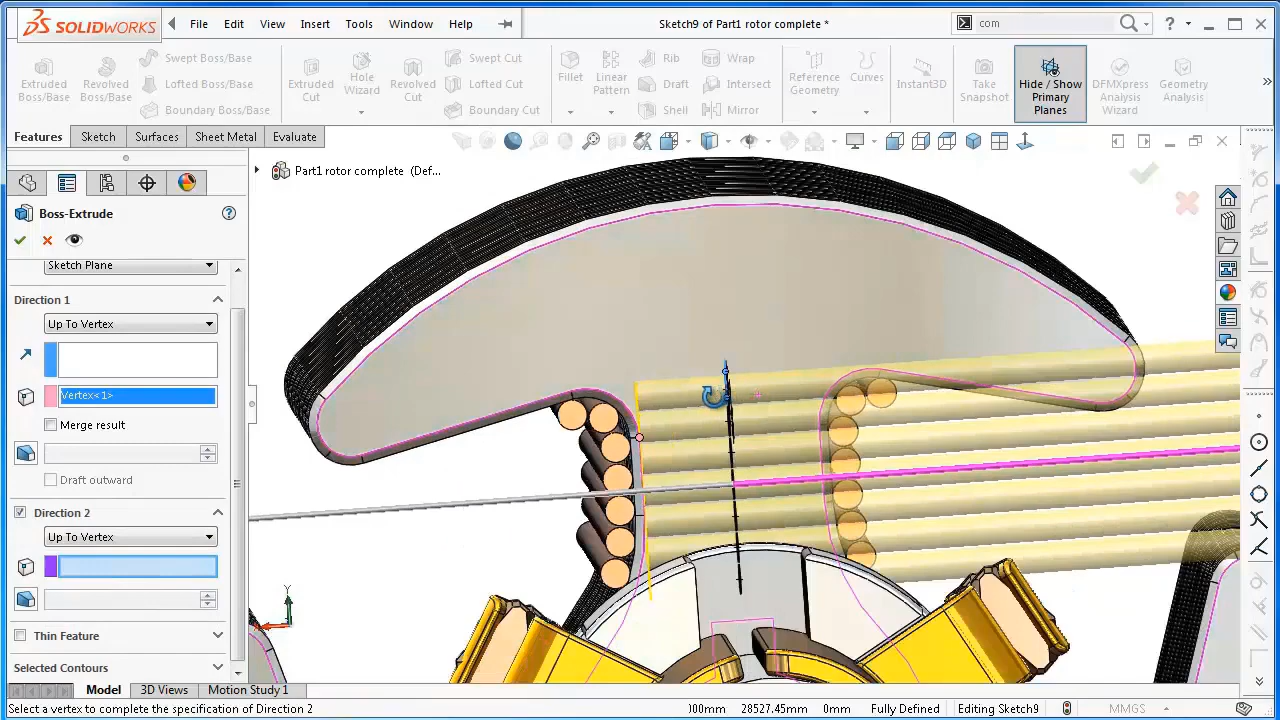 SOLIDWORKS
File Edit View Insert Tools Window Help
Sketch9 of Part1 rotor complete *
com
Extruded Boss/Base
Revolved Boss/Base
Swept Boss/Base
Lofted Boss/Base
Boundary Boss/Base
Extruded Cut
Hole Wizard
Revolved Cut
Swept Cut
Lofted Cut
Boundary Cut
Fillet
Linear Pattern
Rib
Draft
Shell
Wrap
Intersect
Mirror
Reference Geometry
Curves
Instant3D
Take Snapshot
Hide / Show Primary Planes
DFMXpress Analysis Wizard
Geometry Analysis
Features Sketch Surfaces Sheet Metal Evaluate
Part1 rotor complete (Def...
Boss-Extrude
Sketch Plane
Direction 1
Up To Vertex
Vertex<1>
Merge result
Draft outward
Direction 2
Up To Vertex
Thin Feature
Selected Contours
Y
Model 3D Views Motion Study 1
Select a vertex to complete the specification of Direction 2
28527.45mm 0mm Fully Defined Editing Sketch9 MMGS